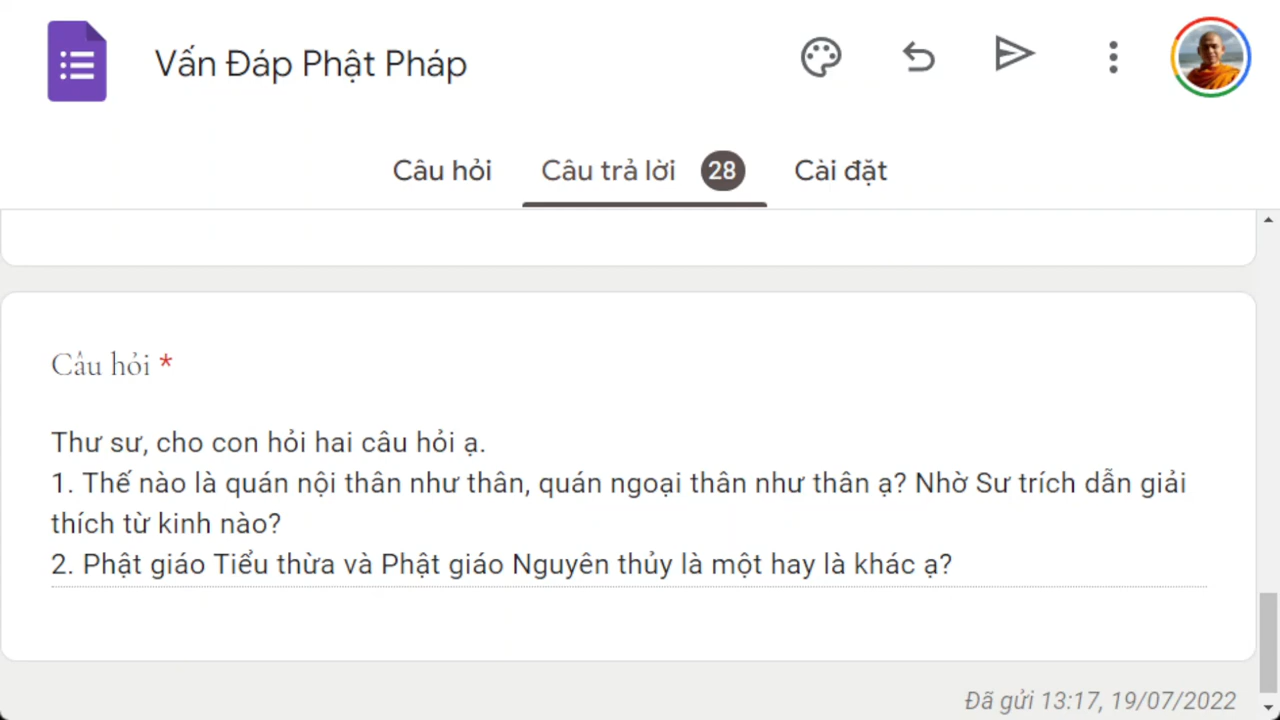 Vấn Đáp Phật Pháp
Câu hỏi
Câu trả lời 28
Cài đặt
Câu hỏi *
Thư sư, cho con hỏi hai câu hỏi ạ.
1. Thế nào là quán nội thân như thân, quán ngoại thân như thân ạ? Nhờ Sư trích dẫn giải
thích từ kinh nào?
2. Phật giáo Tiểu thừa và Phật giáo Nguyên thủy là một hay là khác ạ?
Đã gửi 13:17, 19/07/2022